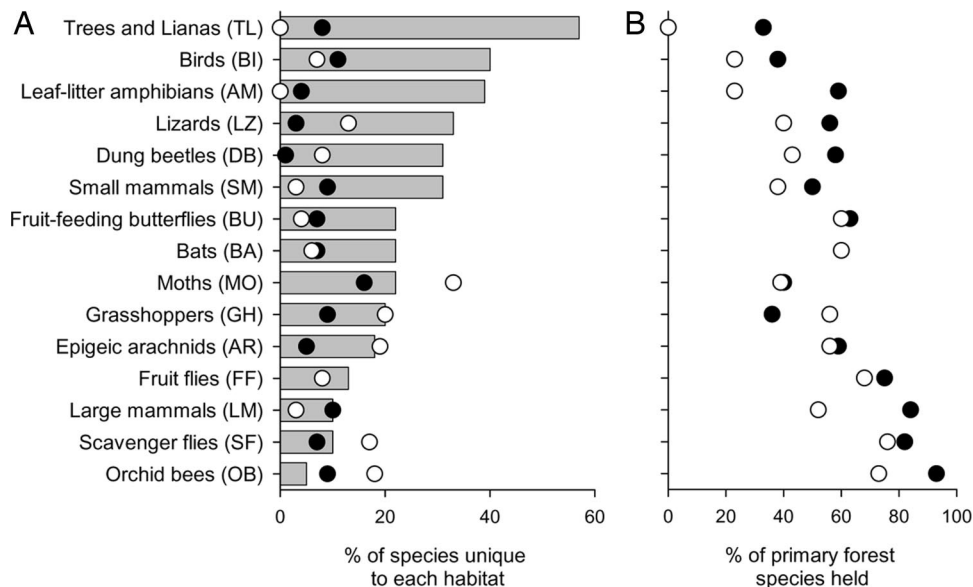 A
B
Trees and Lianas (TL)
Birds (BI)
Leaf-litter amphibians (AM)
Lizards (LZ)
Dung beetles (DB)
Small mammals (SM)
Fruit-feeding butterflies (BU)
Bats (BA)
Moths (MO)
Grasshoppers (GH)
Epigeic arachnids (AR)
Fruit flies (FF)
Large mammals (LM)
Scavenger flies (SF)
Orchid bees (OB)
0 20 40 60
% of species unique
to each habitat
0 20 40 60 80 100
% of primary forest
species held